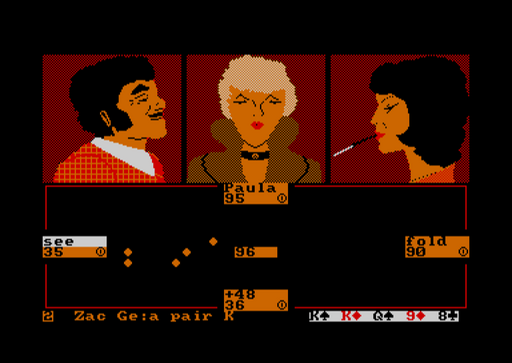 Paula
95
see
35
96
fold
90
+48
36
2 Zac Ge:a pair K
K♠ K♦ Q♠ 9♦ 8♣